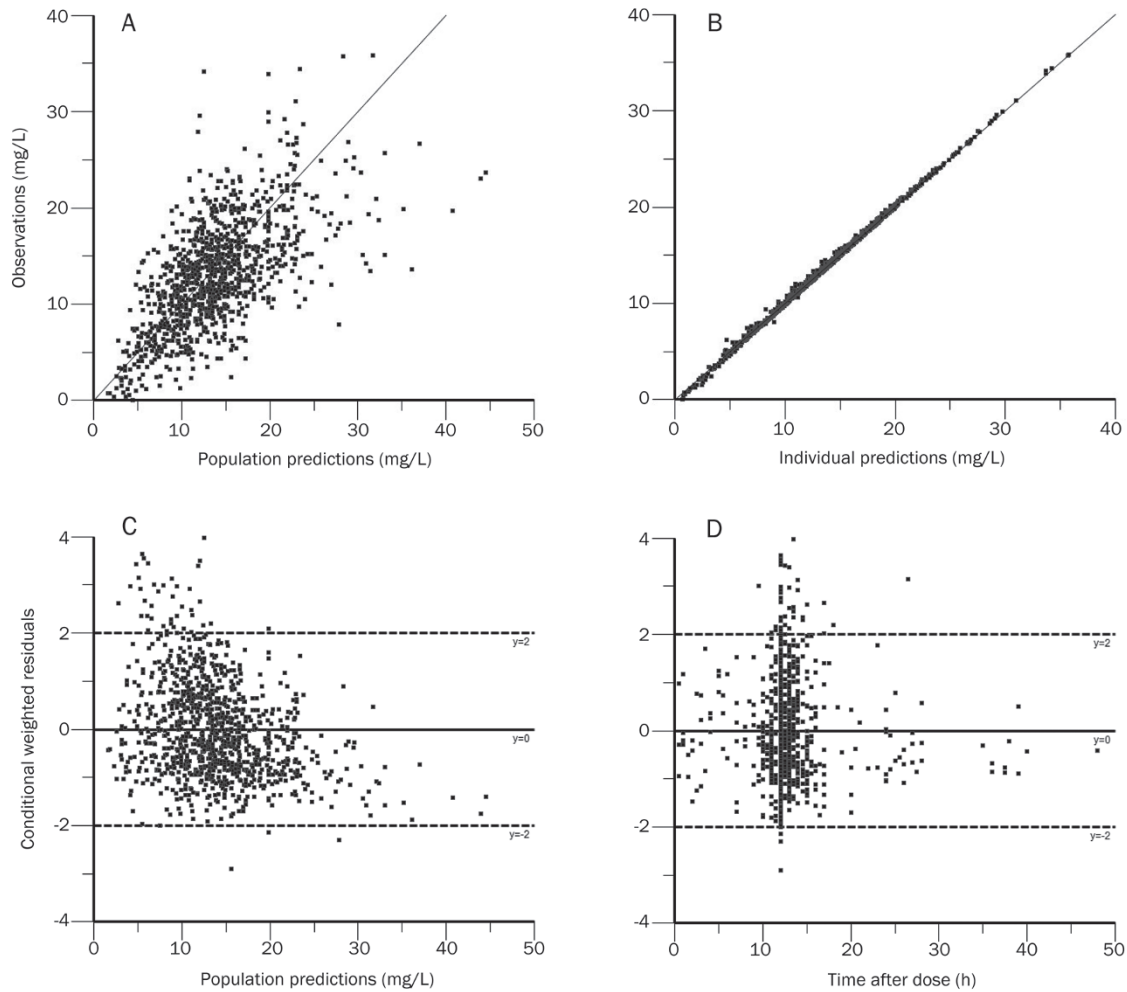 A
40
30
20
10
0
Observations (mg/L)
0 10 20 30 40 50
Population predictions (mg/L)
B
40
30
20
10
0
0 10 20 30 40
Individual predictions (mg/L)
C
4
2
0
-2
-4
Conditional weighted residuals
y=2
y=0
y=-2
0 10 20 30 40 50
Population predictions (mg/L)
D
4
2
0
-2
-4
y=2
y=0
y=-2
0 10 20 30 40 50
Time after dose (h)